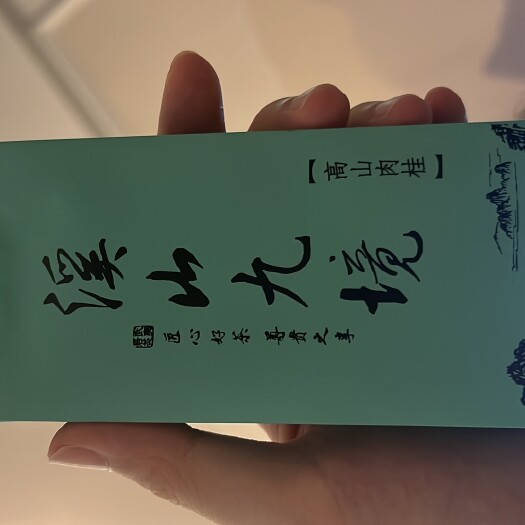 【高山肉桂】
溪山九境
匠心好茶 尊贵之享